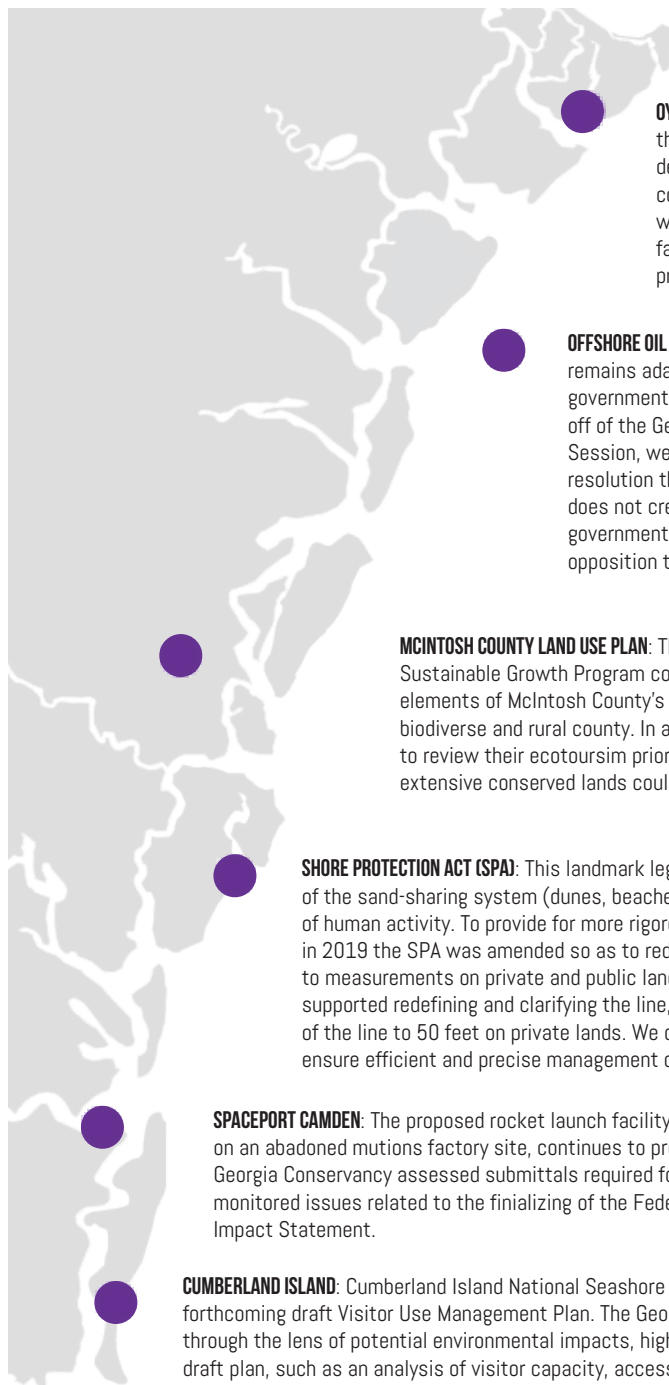 OY
th
de
co
w
fa
pr
OFFSHORE OIL
remains ada
government
off of the Ge
Session, we
resolution th
does not cre
government
opposition t
MCINTOSH COUNTY LAND USE PLAN: Th
Sustainable Growth Program co
elements of McIntosh County's
biodiverse and rural county. In a
to review their ecotoursim prior
extensive conserved lands coul
SHORE PROTECTION ACT (SPA): This landmark leg
of the sand-sharing system (dunes, beache
of human activity. To provide for more rigor
in 2019 the SPA was amended so as to rec
to measurements on private and public lan
supported redefining and clarifying the line,
of the line to 50 feet on private lands. We c
ensure efficient and precise management o
SPACEPORT CAMDEN: The proposed rocket launch facility
on an abadoned mutions factory site, continues to pr
Georgia Conservancy assessed submittals required fo
monitored issues related to the finializing of the Fede
Impact Statement.
CUMBERLAND ISLAND: Cumberland Island National Seashore
forthcoming draft Visitor Use Management Plan. The Geo
through the lens of potential environmental impacts, high
draft plan, such as an analysis of visitor capacity, access